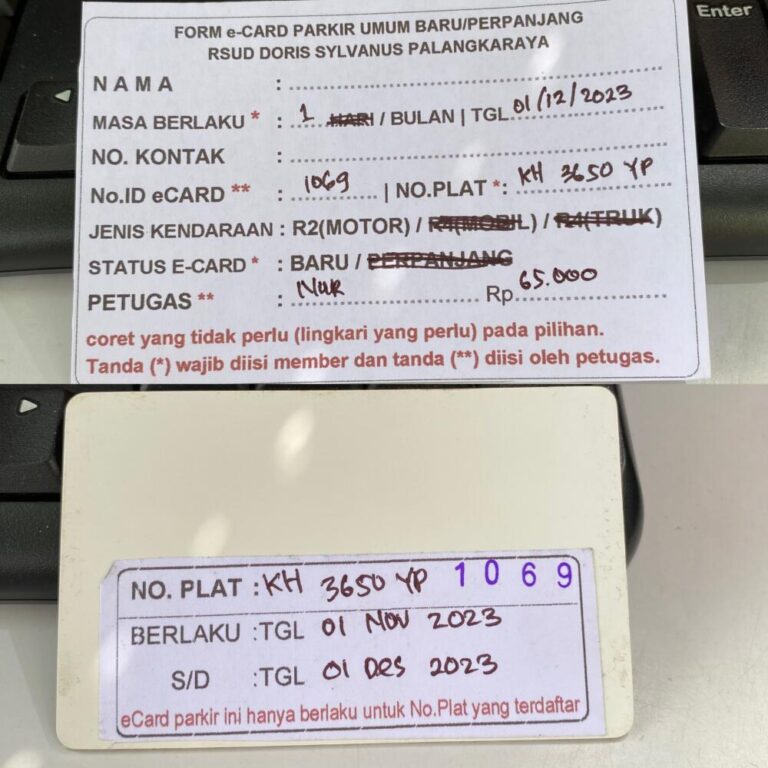 Enter
FORM e-CARD PARKIR UMUM BARU/PERPANJANG
RSUD DORIS SYLVANUS PALANGKARAYA
N A M A :
MASA BERLAKU * : 1 HARI / BULAN | TGL 01/12/2023
NO. KONTAK :
No.ID eCARD ** : 1069 | NO.PLAT *: KH 3650 YP
JENIS KENDARAAN : R2(MOTOR) / R4(MOBIL) / R4(TRUK)
STATUS E-CARD * : BARU / PERPANJANG
PETUGAS ** : Nur Rp 65.000
coret yang tidak perlu (lingkari yang perlu) pada pilihan.
Tanda (*) wajib diisi member dan tanda (**) diisi oleh petugas.
NO. PLAT : KH 3650 YP 1069
BERLAKU :TGL 01 Nov 2023
S/D :TGL 01 Des 2023
eCard parkir ini hanya berlaku untuk No.Plat yang terdaftar